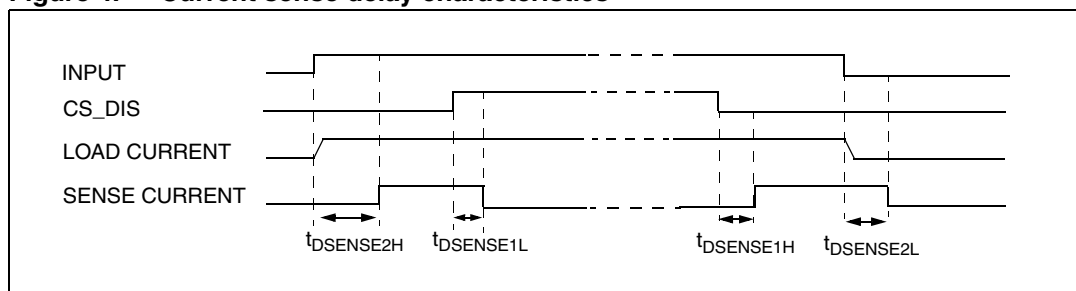 Figure 4. Current sense delay characteristics
INPUT
CS_DIS
LOAD CURRENT
SENSE CURRENT
tDSENSE2H tDSENSE1L tDSENSE1H tDSENSE2L